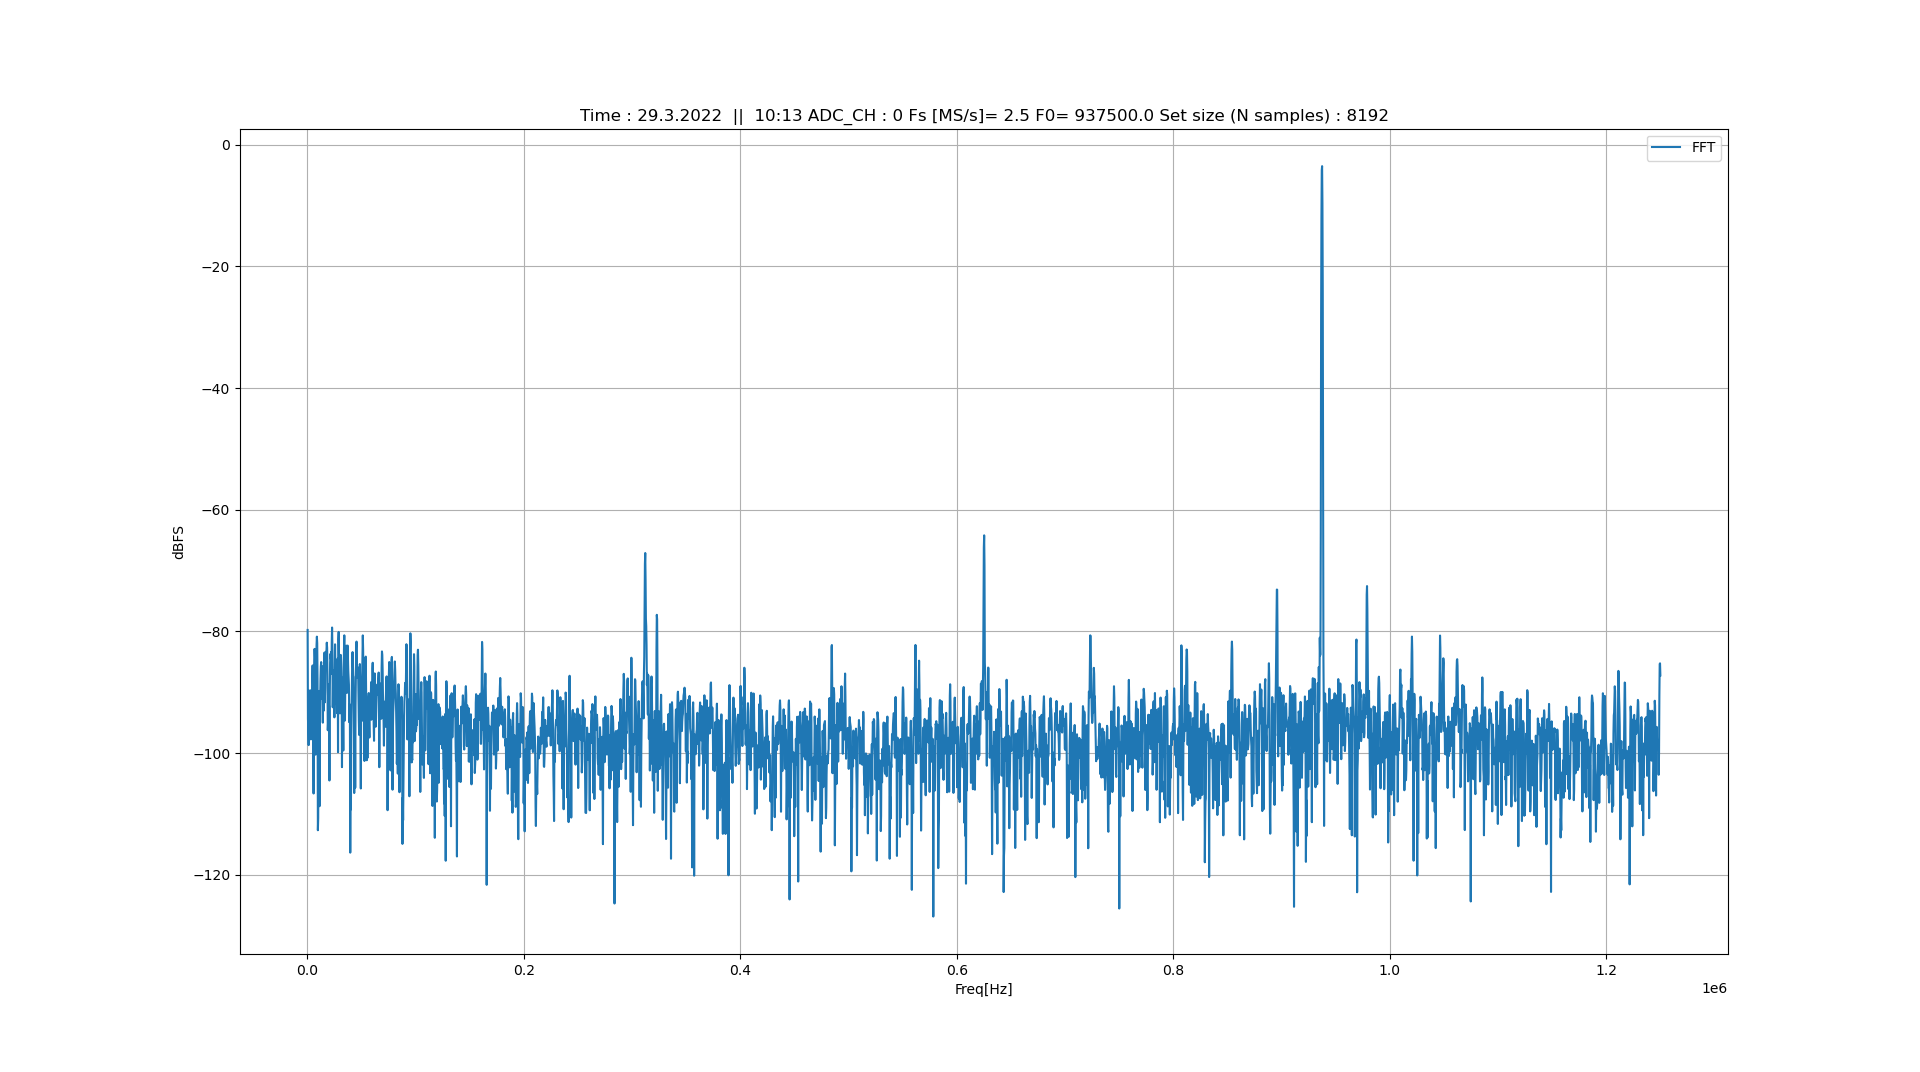 Time : 29.3.2022  ||  10:13 ADC_CH : 0 Fs [MS/s]= 2.5 F0= 937500.0 Set size (N samples) : 8192
FFT
0
−20
−40
−60
−80
−100
−120
dBFS
0.0 0.2 0.4 0.6 0.8 1.0 1.2
Freq[Hz]
1e6